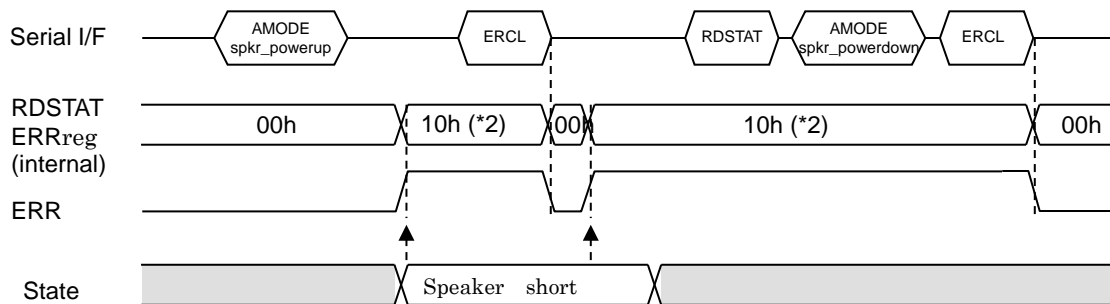 Serial I/F
AMODE
spkr_powerup
ERCL
RDSTAT
AMODE
spkr_powerdown
ERCL
RDSTAT
ERRreg
(internal)
00h
10h (*2)
00h
10h (*2)
00h
ERR
State
Speaker short